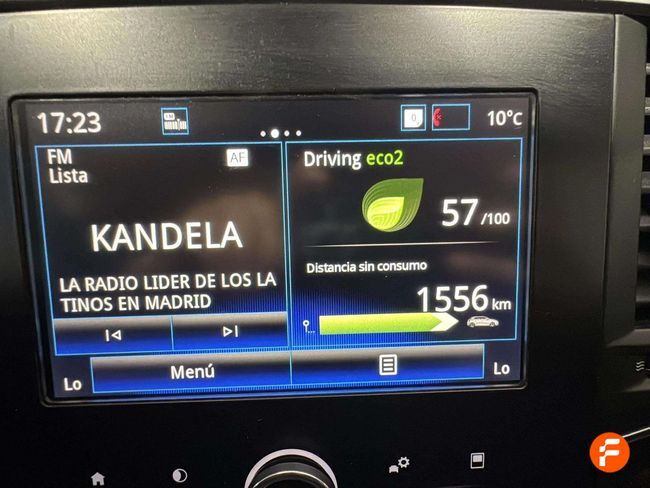 17:23
0
10°C
FM
AF
Lista
KANDELA
LA RADIO LIDER DE LOS LA
TINOS EN MADRID
Driving eco2
57/100
Distancia sin consumo
1556 km
Lo
Menú
Lo